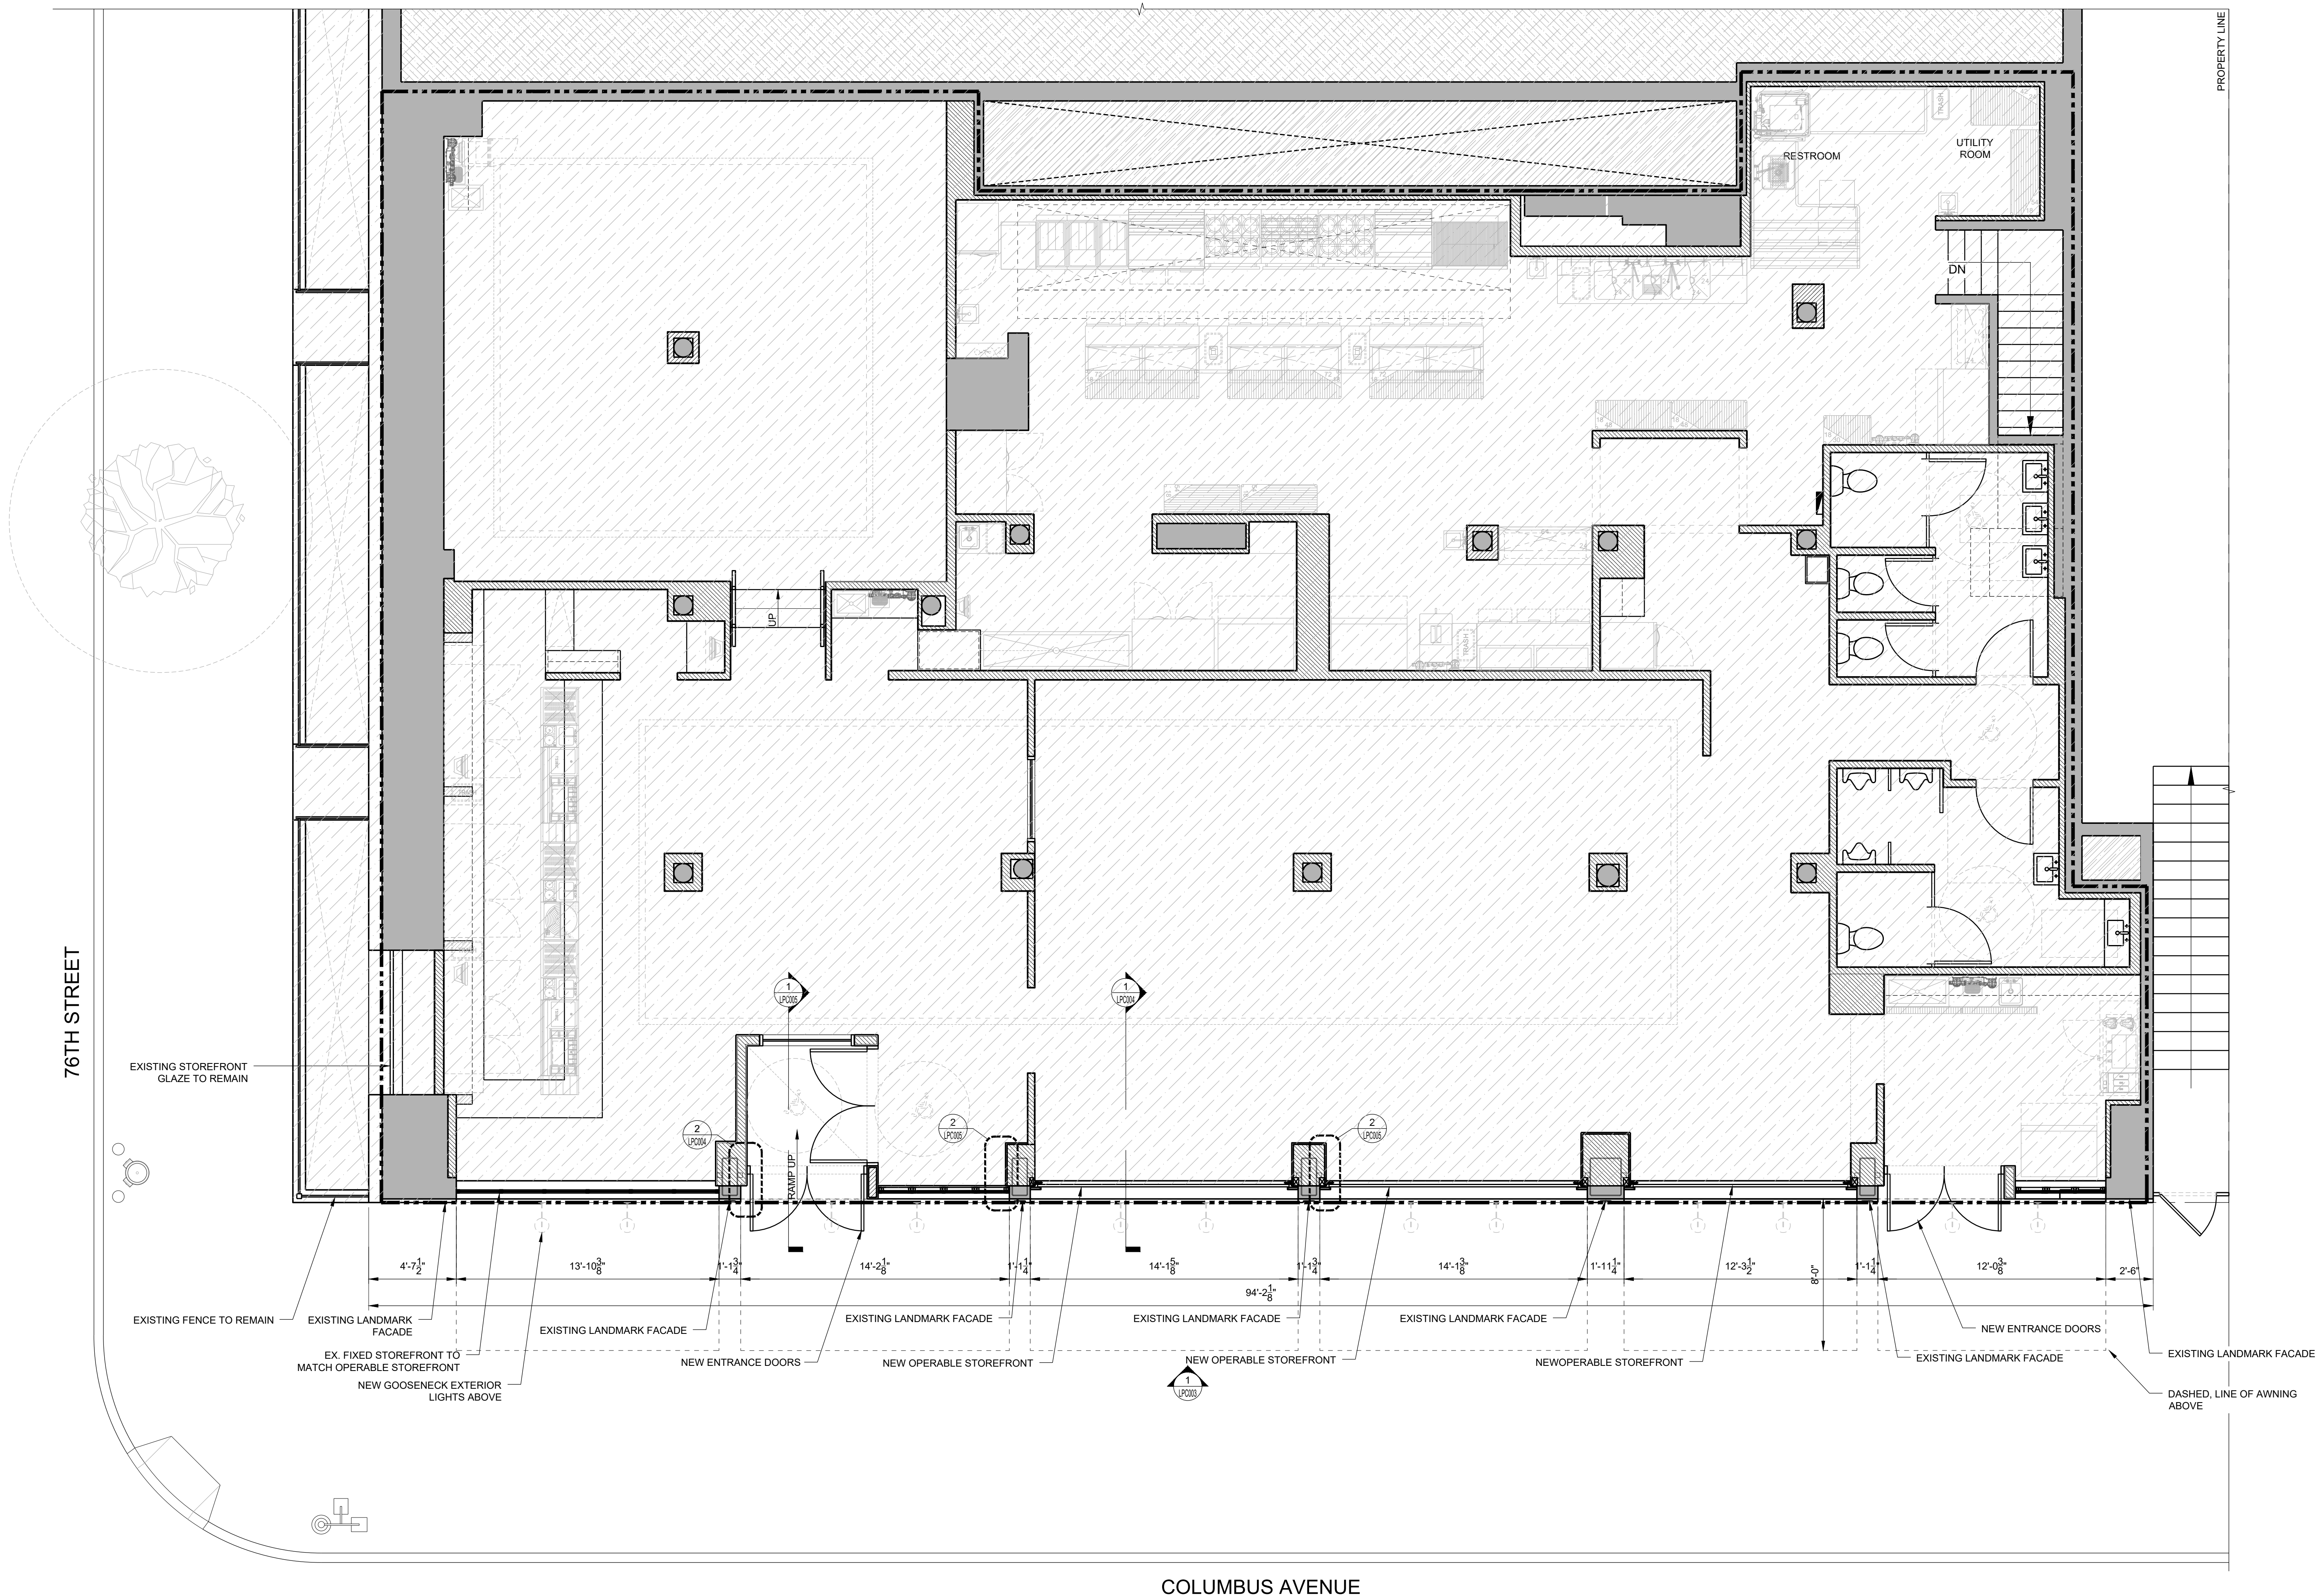 PROPERTY LINE
TRASH
RESTROOM
UTILITY
ROOM
DN
UP
TRASH
76TH STREET
1
LPC005
1
LPC004
EXISTING STOREFRONT
GLAZE TO REMAIN
2
LPC004
2
LPC005
2
LPC005
RAMP UP
4'-7 1/2"
13'-10 3/8"
1'-1 3/4"
14'-2 1/8"
1'-1 1/4"
14'-1 5/8"
1'-1 3/4"
14'-1 3/8"
1'-11 1/4"
12'-3 1/2"
1'-1 1/4"
12'-0 3/8"
2'-6"
8'-0"
94'-2 1/8"
EXISTING FENCE TO REMAIN
EXISTING LANDMARK
FACADE
EXISTING LANDMARK FACADE
EXISTING LANDMARK FACADE
EXISTING LANDMARK FACADE
EXISTING LANDMARK FACADE
NEW ENTRANCE DOORS
EX. FIXED STOREFRONT TO
MATCH OPERABLE STOREFRONT
NEW ENTRANCE DOORS
NEW OPERABLE STOREFRONT
NEW OPERABLE STOREFRONT
NEWOPERABLE STOREFRONT
EXISTING LANDMARK FACADE
EXISTING LANDMARK FACADE
NEW GOOSENECK EXTERIOR
LIGHTS ABOVE
1
LPC003
DASHED, LINE OF AWNING
ABOVE
COLUMBUS AVENUE